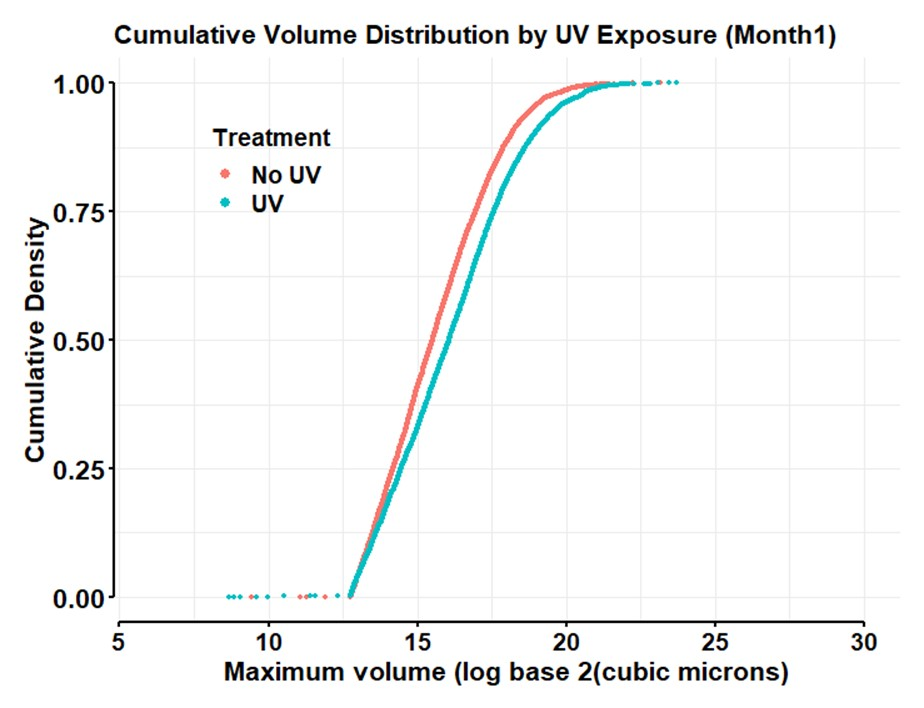 Cumulative Volume Distribution by UV Exposure (Month1)
1.00
0.75
0.50
0.25
0.00
Cumulative Density
Treatment
No UV
UV
5 10 15 20 25 30
Maximum volume (log base 2(cubic microns)